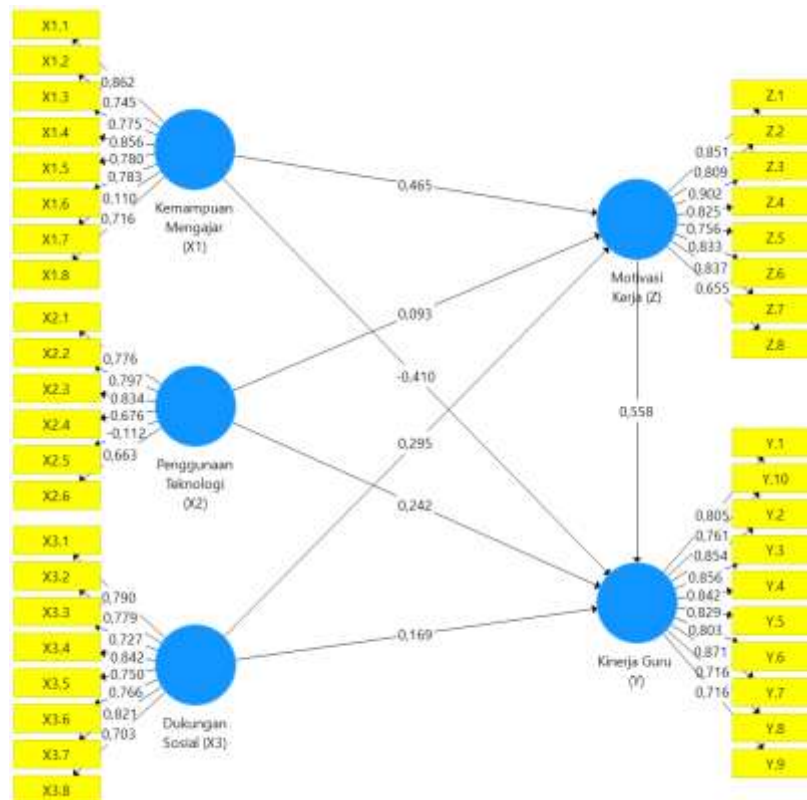 X1.1
X1.2
X1.3
X1.4
X1.5
X1.6
X1.7
X1.8
0,862
0,745
0,775
0,856
0,780
0,783
0,110
0,716
Kemampuan
Mengajar
(X1)
X2.1
X2.2
X2.3
X2.4
X2.5
X2.6
0,776
0,797
0,834
0,676
-0,112
0,663
Penggunaan
Teknologi
(X2)
X3.1
X3.2
X3.3
X3.4
X3.5
X3.6
X3.7
X3.8
0,790
0,779
0,727
0,842
0,750
0,766
0,821
0,703
Dukungan
Sosial (X3)
0,465
0,093
-0,410
0,295
0,242
0,169
0,558
Motivasi
Kerja (Z)
0,851
0,809
0,902
0,825
0,756
0,833
0,837
0,655
Z.1
Z.2
Z.3
Z.4
Z.5
Z.6
Z.7
Z.8
Kinerja Guru
(Y)
0,805
0,761
0,854
0,856
0,842
0,829
0,803
0,871
0,716
0,716
Y.1
Y.10
Y.2
Y.3
Y.4
Y.5
Y.6
Y.7
Y.8
Y.9